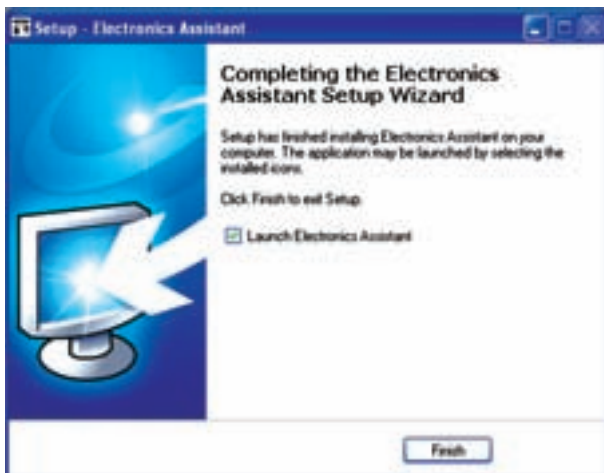 Setup - Electronics Assistant
Completing the Electronics
Assistant Setup Wizard
Setup has finished installing Electronics Assistant on your
computer. The application may be launched by selecting the
installed icons.
Click Finish to exit Setup.
Launch Electronics Assistant
Finish